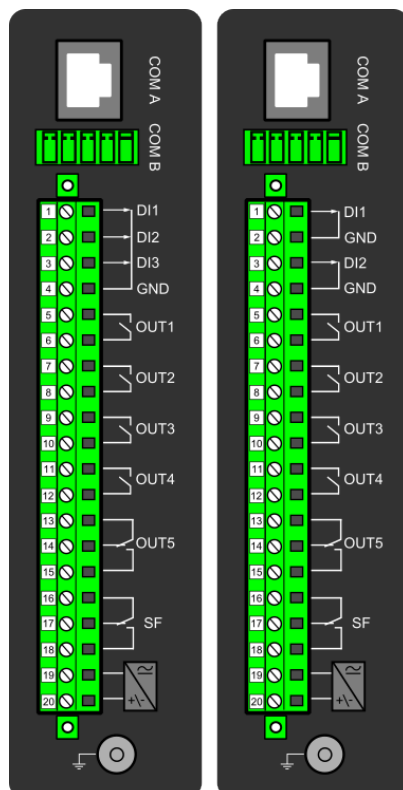 COM A
COM B
1 DI1
2 DI2
3 DI3
4 GND
5
OUT1
6
7
OUT2
8
9
OUT3
10
11
OUT4
12
13
14 OUT5
15
16
17 SF
18
19
20 +/-
COM A
COM B
1 DI1
2 GND
3 DI2
4 GND
5
OUT1
6
7
OUT2
8
9
OUT3
10
11
OUT4
12
13
14 OUT5
15
16
17 SF
18
19
20 +/-